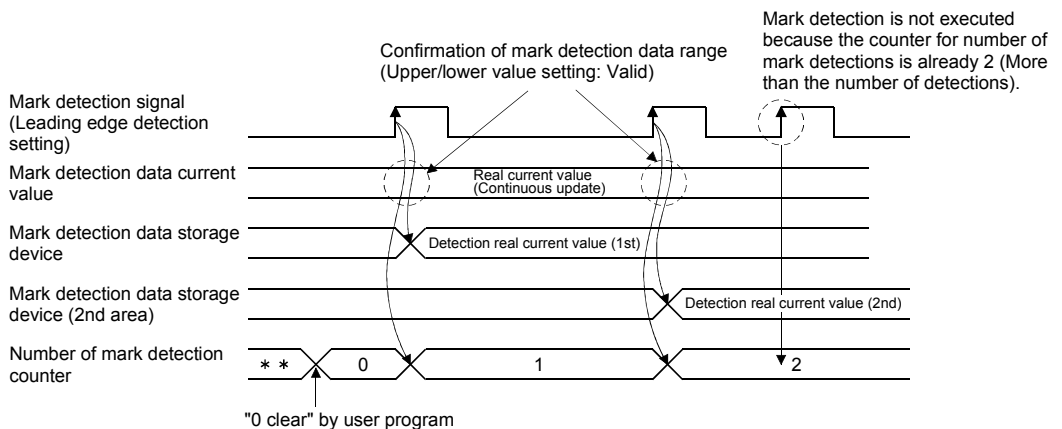 Mark detection is not executed
because the counter for number of
mark detections is already 2 (More
than the number of detections).
Confirmation of mark detection data range
(Upper/lower value setting: Valid)
Mark detection signal
(Leading edge detection
setting)
Mark detection data current
value
Real current value
(Continuous update)
Mark detection data storage
device
Detection real current value (1st)
Mark detection data storage
device (2nd area)
Detection real current value (2nd)
Number of mark detection
counter
* *
0
1
2
"0 clear" by user program